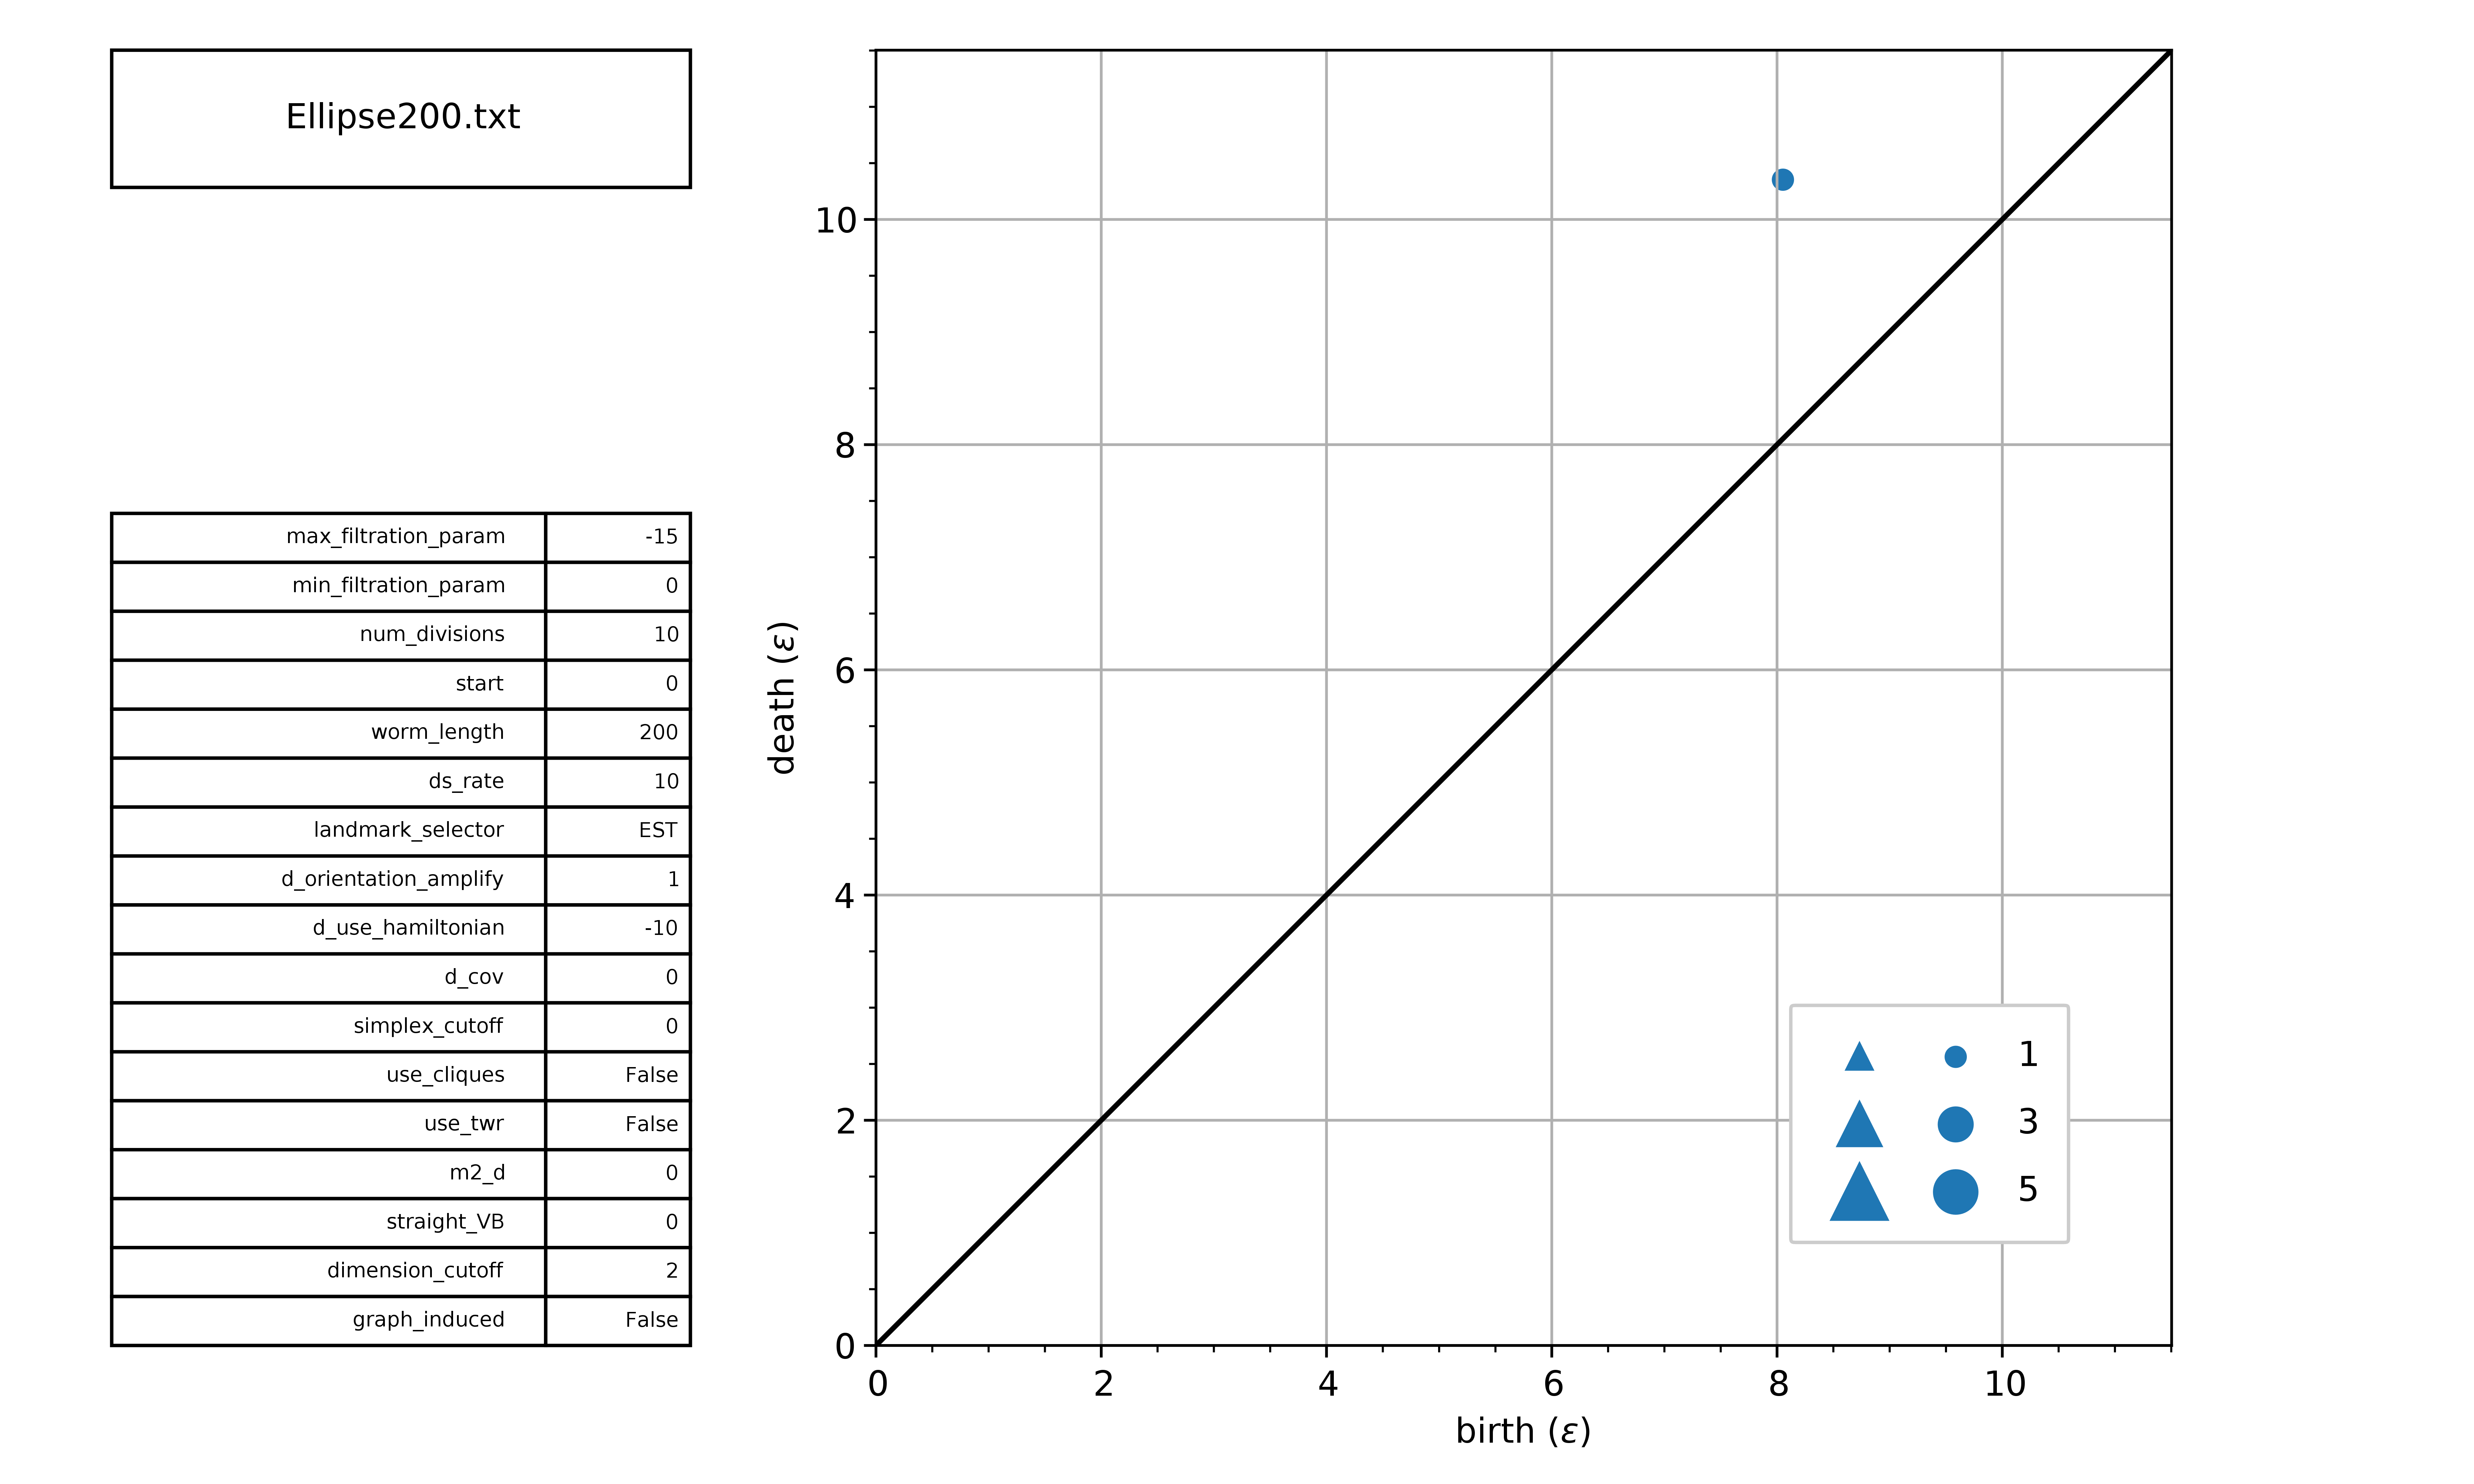 Ellipse200.txt
max_filtration_param -15
min_filtration_param 0
num_divisions 10
start 0
worm_length 200
ds_rate 10
landmark_selector EST
d_orientation_amplify 1
d_use_hamiltonian -10
d_cov 0
simplex_cutoff 0
use_cliques False
use_twr False
m2_d 0
straight_VB 0
dimension_cutoff 2
graph_induced False
death (ε)
10
8
6
4
2
0
1
3
5
0 2 4 6 8 10
birth (ε)